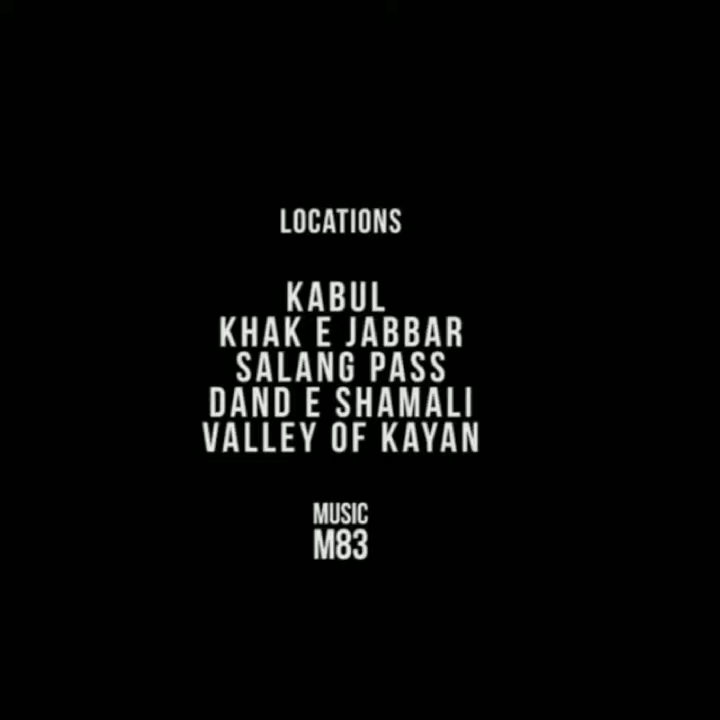 LOCATIONS
KABUL
KHAK E JABBAR
SALANG PASS
DAND E SHAMALI
VALLEY OF KAYAN
MUSIC
M83